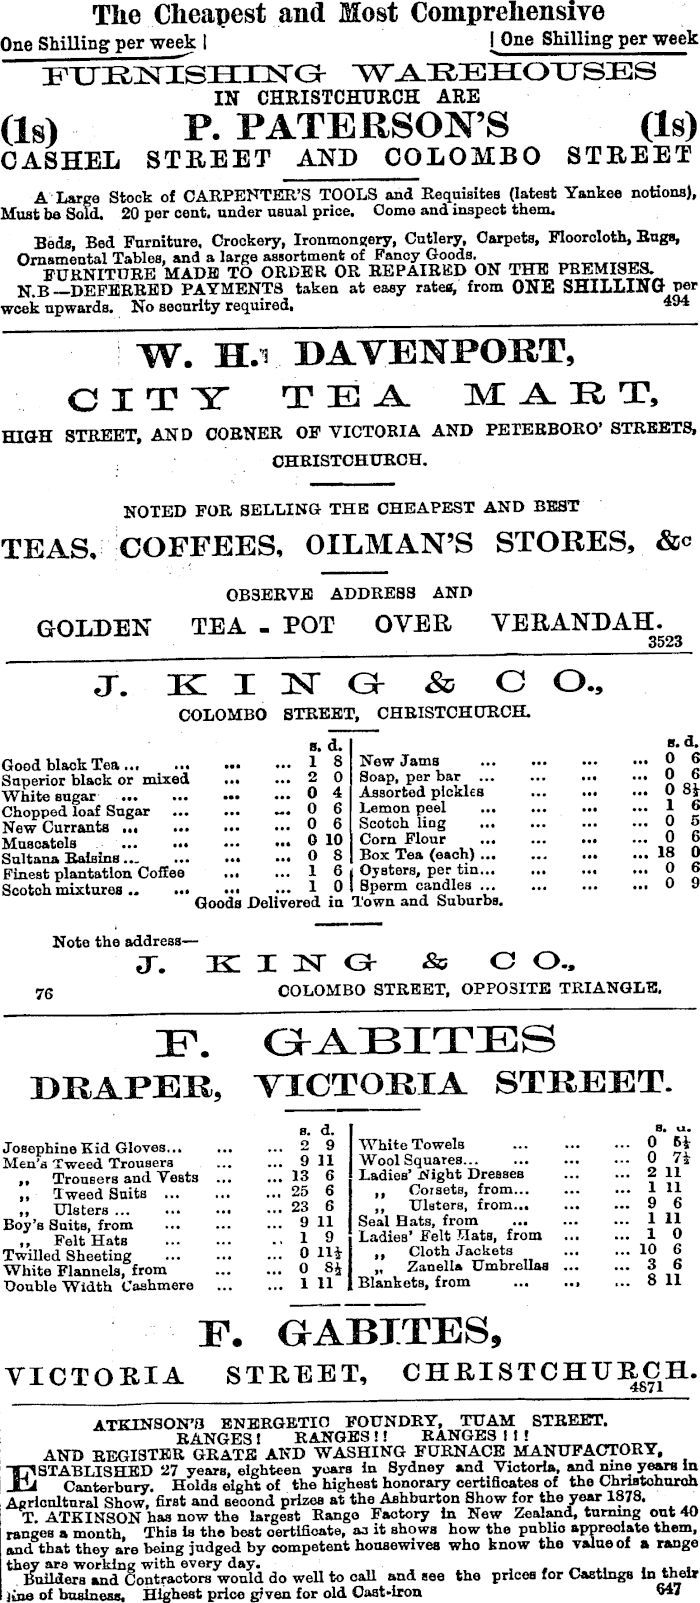 The Cheapest and Most Comprehensive
One Shilling per week | | One Shilling per week
FURNISHING WAREHOUSES
IN CHRISTCHURCH ARE
(1s) P. PATERSON'S (1s)
CASHEL STREET AND COLOMBO STREET
A Large Stock of CARPENTER'S TOOLS and Requisites (latest Yankee notions),
Must be Sold. 20 per cent. under usual price. Come and inspect them.
Beds, Bed Furniture, Crockery, Ironmongery, Cutlery, Carpets, Floorcloth, Rugs,
Ornamental Tables, and a large assortment of Fancy Goods.
FURNITURE MADE TO ORDER OR REPAIRED ON THE PREMISES.
N.B—DEFERRED PAYMENTS taken at easy rates, from ONE SHILLING per
week upwards. No security required. 494
W. H. DAVENPORT,
CITY TEA MART,
HIGH STREET, AND CORNER OF VICTORIA AND PETERBORO' STREETS,
CHRISTCHURCH.
NOTED FOR SELLING THE CHEAPEST AND BEST
TEAS, COFFEES, OILMAN'S STORES, &c
OBSERVE ADDRESS AND
GOLDEN TEA-POT OVER VERANDAH.
3523
J. KING & CO.,
COLOMBO STREET, CHRISTCHURCH.
s. d.
Good black Tea ... ... ... ... 1 8
Superior black or mixed ... ... 2 0
White sugar ... ... ... ... 0 4
Chopped loaf Sugar ... ... ... 0 6
New Currants ... ... ... ... 0 6
Muscatels ... ... ... ... 0 10
Sultana Raisins ... ... ... ... 0 8
Finest plantation Coffee ... ... 1 6
Scotch mixtures .. ... ... ... 1 0
s. d.
New Jams ... ... ... ... 0 6
Soap, per bar ... ... ... ... 0 6
Assorted pickles ... ... ... 0 8½
Lemon peel ... ... ... ... 1 6
Scotch ling ... ... ... ... 0 5
Corn Flour ... ... ... ... 0 6
Box Tea (each) ... ... ... ... 18 0
Oysters, per tin ... ... ... ... 0 6
Sperm candles ... ... ... ... 0 9
Goods Delivered in Town and Suburbs.
Note the address—
J. KING & CO.,
76 COLOMBO STREET, OPPOSITE TRIANGLE.
F. GABITES
DRAPER, VICTORIA STREET.
s. d.
Josephine Kid Gloves... ... ... 2 9
Men's Tweed Trousers ... ... 9 11
„ Trousers and Vests ... ... 13 6
„ Tweed Suits ... ... ... 25 6
„ Ulsters ... ... ... ... 23 6
Boy's Suits, from ... ... ... 9 11
„ Felt Hats ... ... .. 1 9
Twilled Sheeting ... ... ... 0 11½
White Flannels, from ... ... 0 8½
Double Width Cashmere ... ... 1 11
s. d.
White Towels ... ... ... 0 5½
Wool Squares... ... ... ... 0 7½
Ladies' Night Dresses ... ... 2 11
„ Corsets, from... ... ... 1 11
„ Ulsters, from... ... ... 9 6
Seal Hats, from ... ... ... 1 11
Ladies' Felt Hats, from ... ... 1 0
„ Cloth Jackets ... ... 10 6
„ Zanella Umbrellas ... ... 3 6
Blankets, from ... ... ... 8 11
F. GABITES,
VICTORIA STREET, CHRISTCHURCH.
4871
ATKINSON'S ENERGETIC FOUNDRY, TUAM STREET.
RANGES! RANGES!! RANGES!!!
AND REGISTER GRATE AND WASHING FURNACE MANUFACTORY,
ESTABLISHED 27 years, eighteen years in Sydney and Victoria, and nine years in
Canterbury. Holds eight of the highest honorary certificates of the Christchurch
Agricultural Show, first and second prizes at the Ashburton Show for the year 1878.
T. ATKINSON has now the largest Range Factory in New Zealand, turning out 40
ranges a month, This is the best certificate, as it shows how the public appreciate them,
and that they are being judged by competent housewives who know the value of a range
they are working with every day.
Builders and Contractors would do well to call and see the prices for Castings in their
line of business. Highest price given for old Cast-iron 647